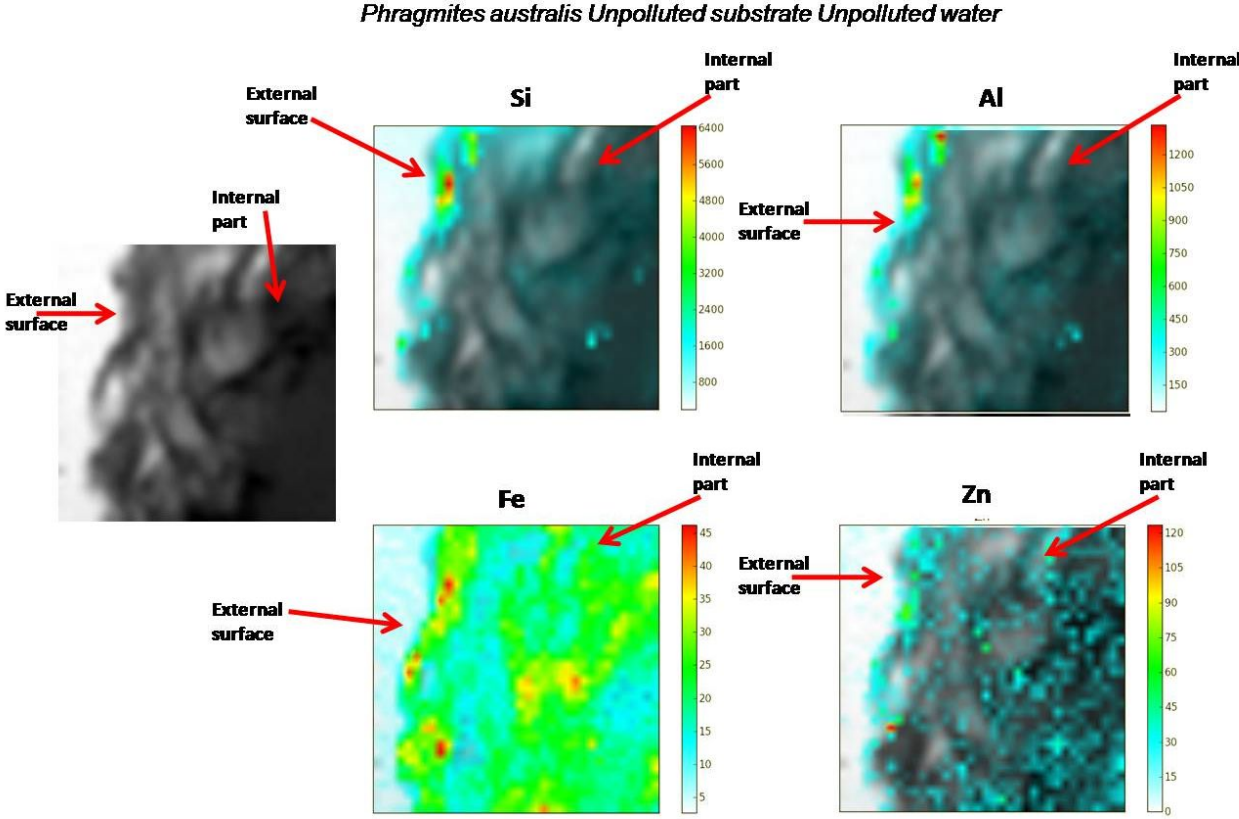 Phragmites australis Unpolluted substrate Unpolluted water
External
surface
Internal
part
Si
External
surface
Internal
part
6400
5600
4800
4000
3200
2400
1600
800
Al
External
surface
Internal
part
1200
1050
900
750
600
450
300
150
Fe
External
surface
Internal
part
45
40
35
30
25
20
15
10
5
Zn
External
surface
Internal
part
120
105
90
75
60
45
30
15
0